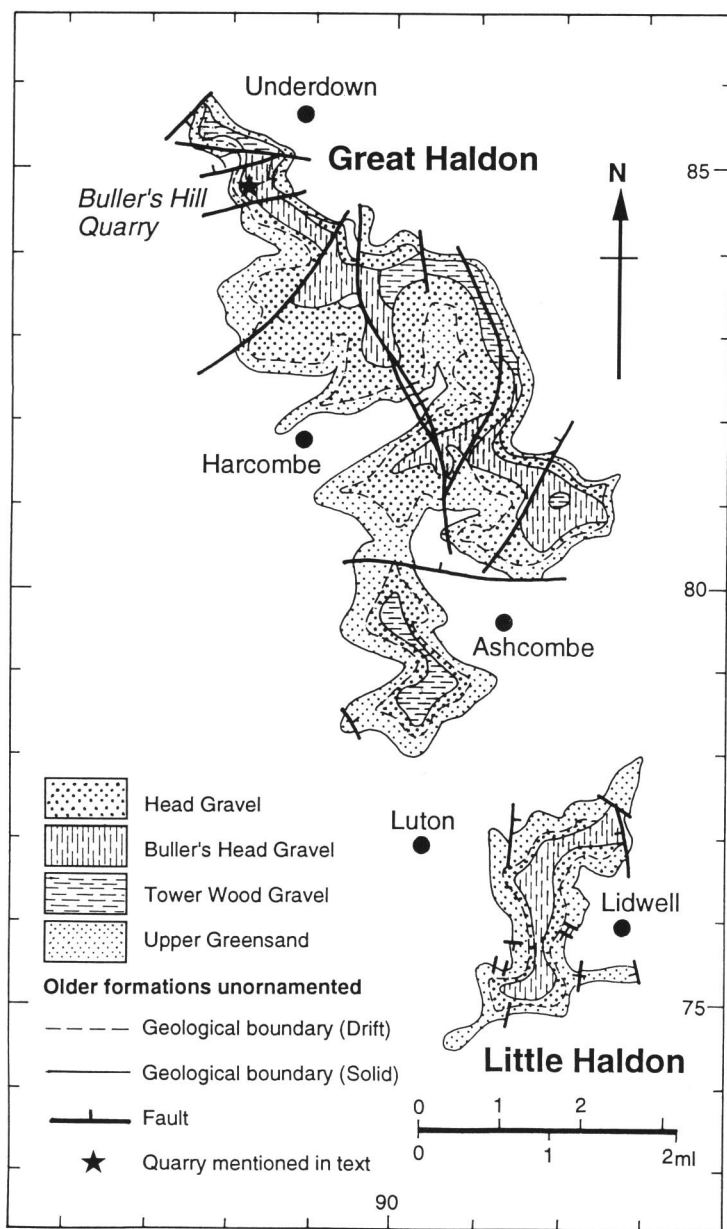 Underdown
Great Haldon
85
N
Buller's Hill
Quarry
Harcombe
80
Ashcombe
Head Gravel
Buller's Head Gravel
Tower Wood Gravel
Upper Greensand
Older formations unornamented
Geological boundary (Drift)
Geological boundary (Solid)
Fault
Quarry mentioned in text
Luton
Lidwell
75
Little Haldon
0 1 2
0 1 2ml
90